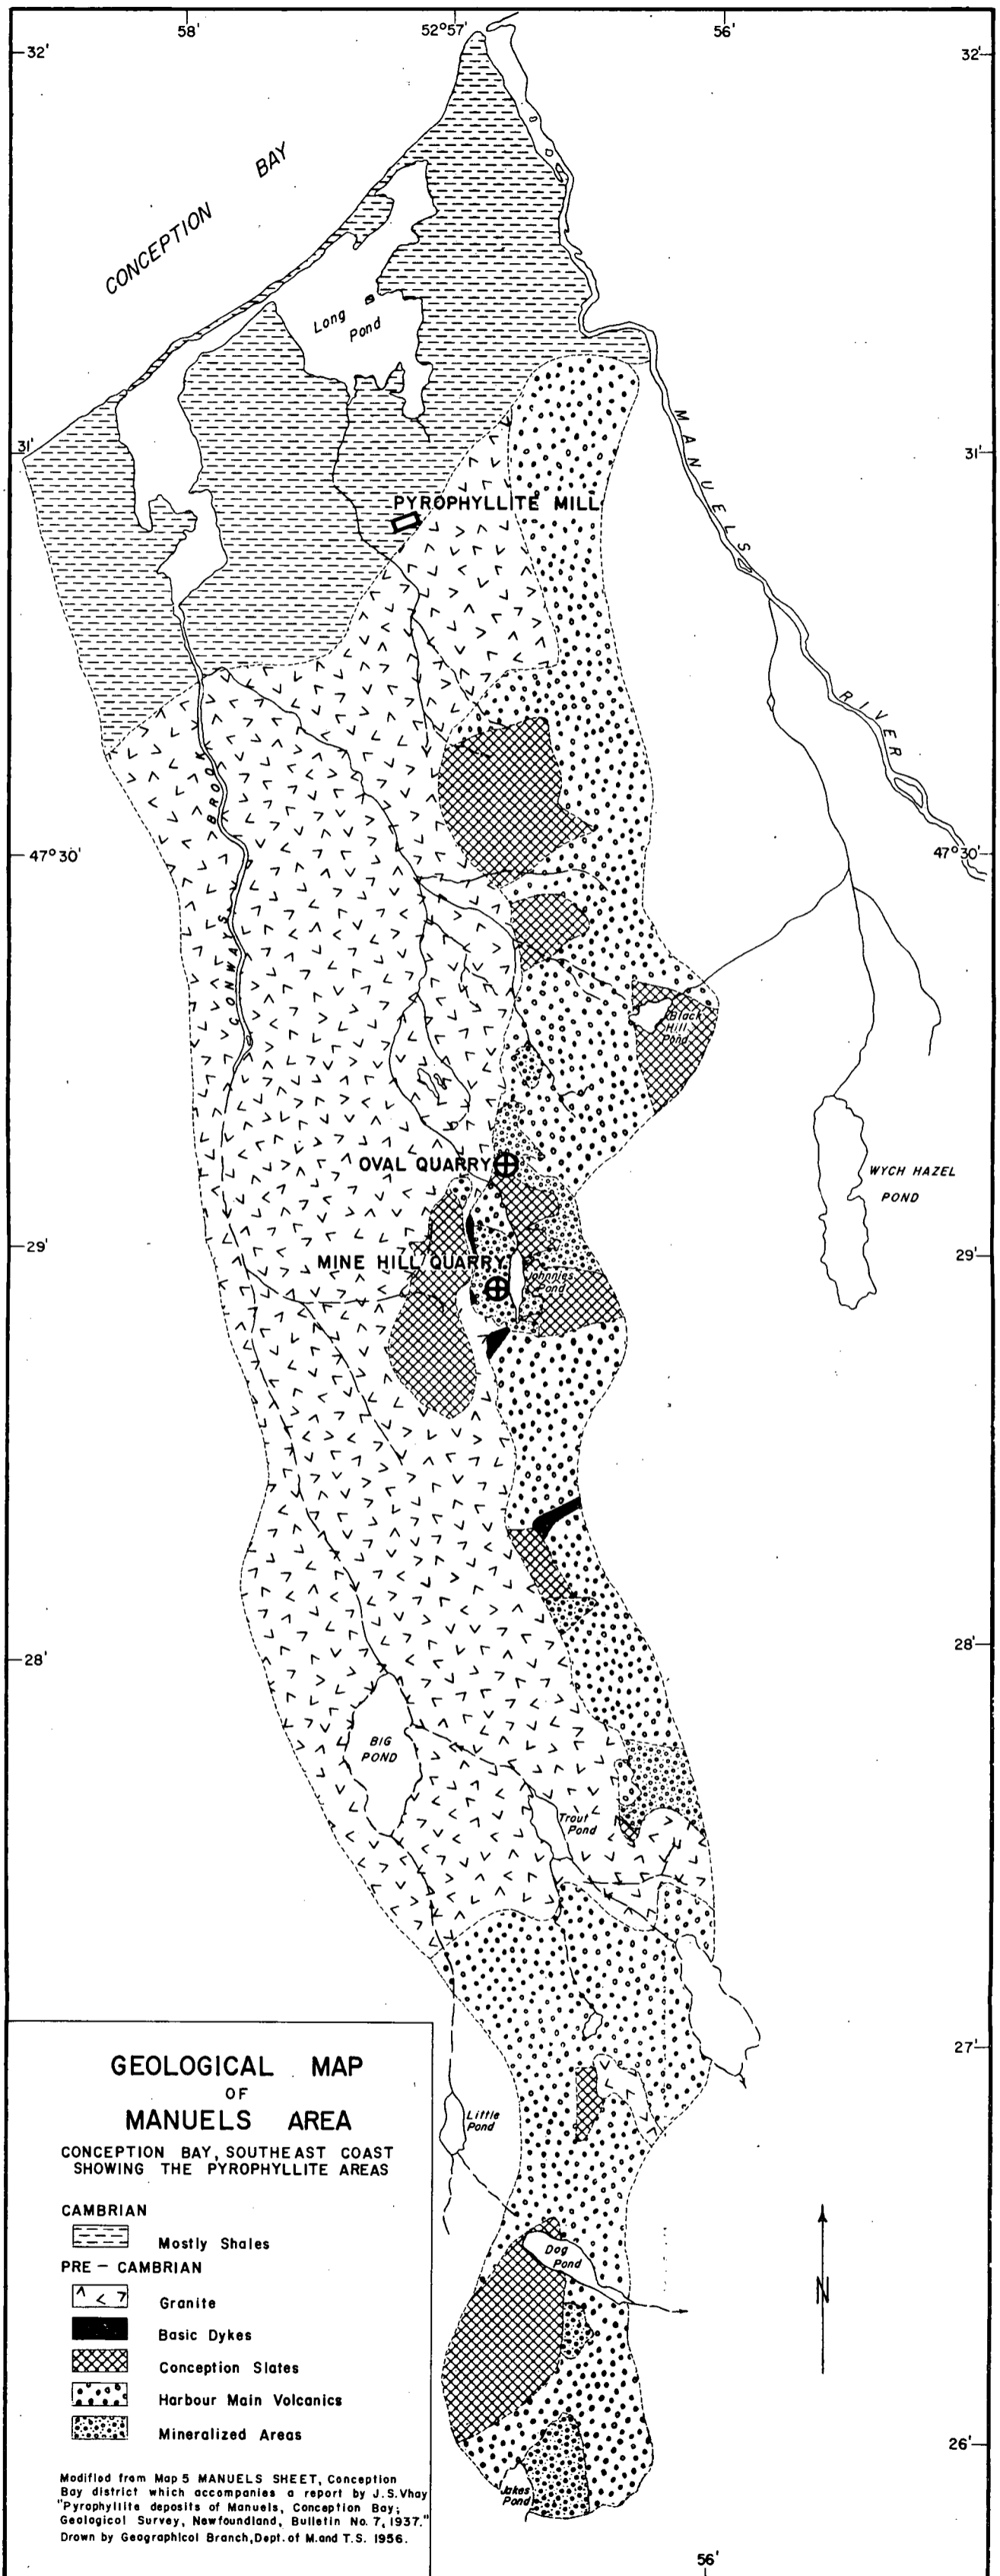 58'
52°57'
56'
32'
32'
CONCEPTION BAY
Long
Pond
31'
31'
MANUELS RIVER
PYROPHYLLITE MILL
47°30'
47°30'
CONWAYS BROOK
Black
Hill
Pond
OVAL QUARRY
WYCH HAZEL
POND
29'
29'
MINE HILL QUARRY
Johnnies
Pond
28'
28'
BIG
POND
Trout
Pond
27'
Little
Pond
Dog
Pond
N
26'
Jakes
Pond
56'
GEOLOGICAL MAP
OF
MANUELS AREA
CONCEPTION BAY, SOUTHEAST COAST
SHOWING THE PYROPHYLLITE AREAS
CAMBRIAN
Mostly Shales
PRE - CAMBRIAN
Granite
Basic Dykes
Conception Slates
Harbour Main Volcanics
Mineralized Areas
Modified from Map 5 MANUELS SHEET, Conception
Bay district which accompanies a report by J.S.Vhay
"Pyrophyllite deposits of Manuels, Conception Bay;
Geological Survey, Newfoundland, Bulletin No. 7, 1937."
Drawn by Geographical Branch, Dept. of M. and T.S. 1956.